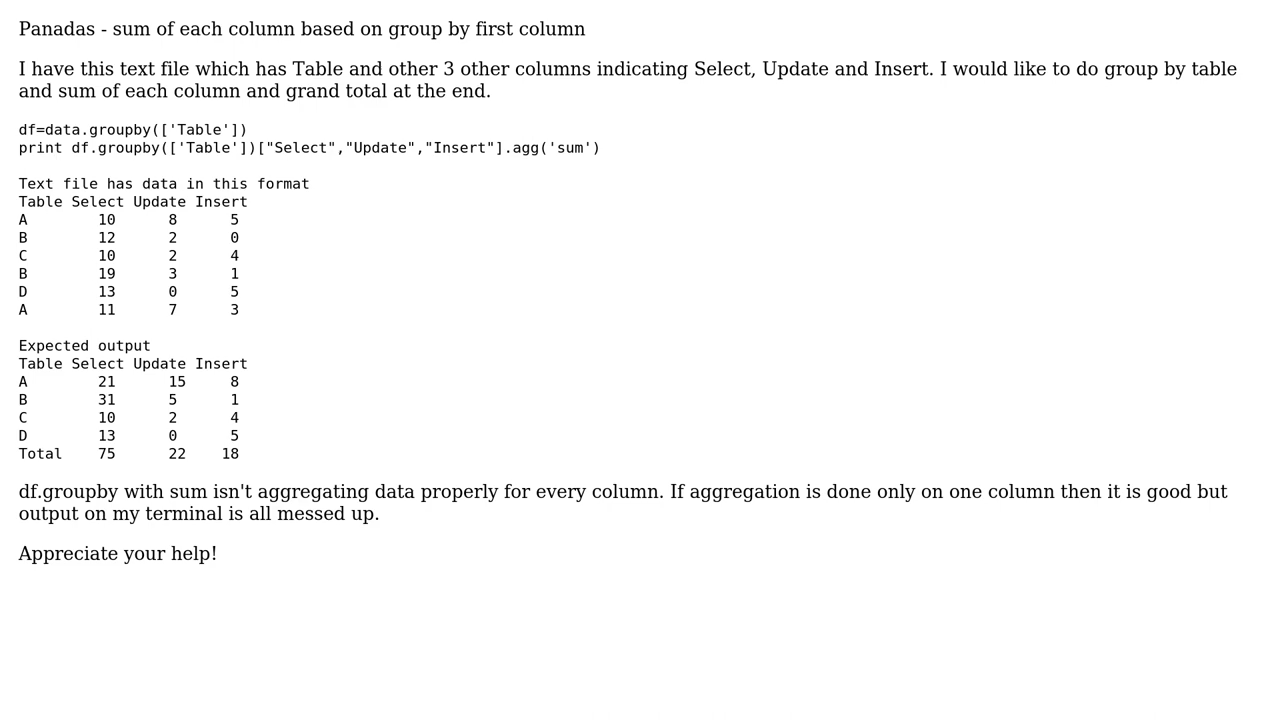 Panadas - sum of each column based on group by first column
I have this text file which has Table and other 3 other columns indicating Select, Update and Insert. I would like to do group by table
and sum of each column and grand total at the end.
df=data.groupby(['Table'])
print df.groupby(['Table'])["Select","Update","Insert"].agg('sum')
Text file has data in this format
Table Select Update Insert
A        10      8      5
B        12      2      0
C        10      2      4
B        19      3      1
D        13      0      5
A        11      7      3
Expected output
Table Select Update Insert
A        21      15     8
B        31      5      1
C        10      2      4
D        13      0      5
Total    75      22    18
df.groupby with sum isn't aggregating data properly for every column. If aggregation is done only on one column then it is good but
output on my terminal is all messed up.
Appreciate your help!